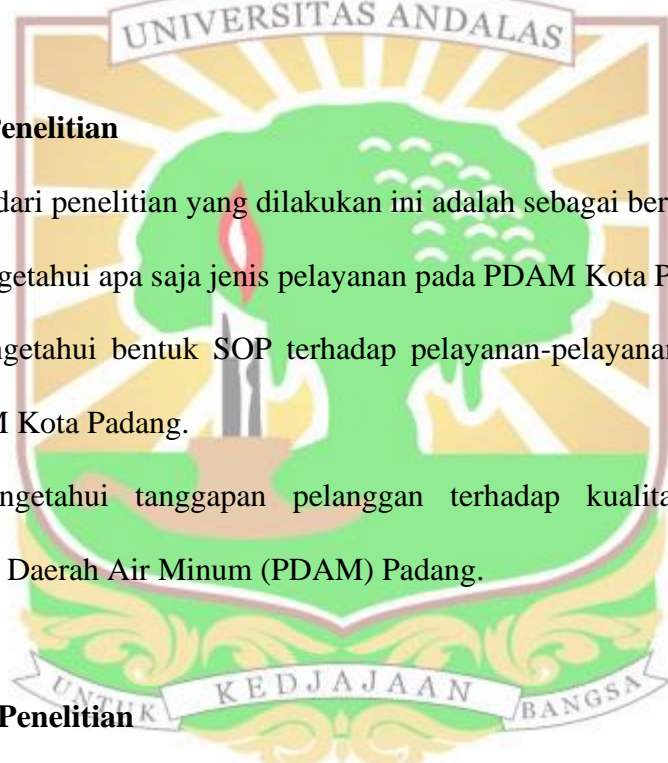 UNIVERSITAS ANDALAS
Penelitian
dari penelitian yang dilakukan ini adalah sebagai ber
getahui apa saja jenis pelayanan pada PDAM Kota P
ngetahui bentuk SOP terhadap pelayanan-pelayanan
M Kota Padang.
ngetahui tanggapan pelanggan terhadap kualita
Daerah Air Minum (PDAM) Padang.
UNTUK KEDJAJAAN BANGSA
Penelitian